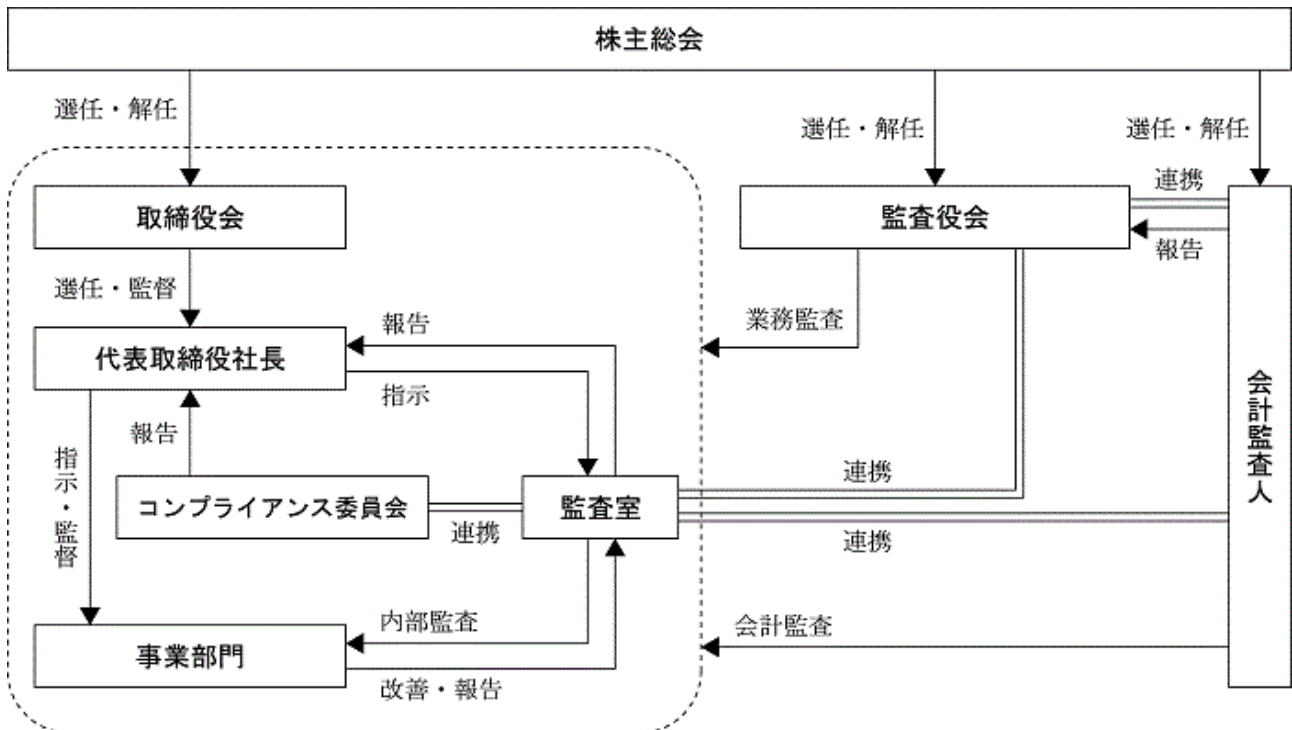 株主総会
選任・解任
選任・解任
選任・解任
取締役会
監査役会
連携
報告
選任・監督
代表取締役社長
報告
指示
業務監査
会計監査人
報告
指示・監督
コンプライアンス委員会
連携
監査室
連携
連携
事業部門
内部監査
改善・報告
会計監査